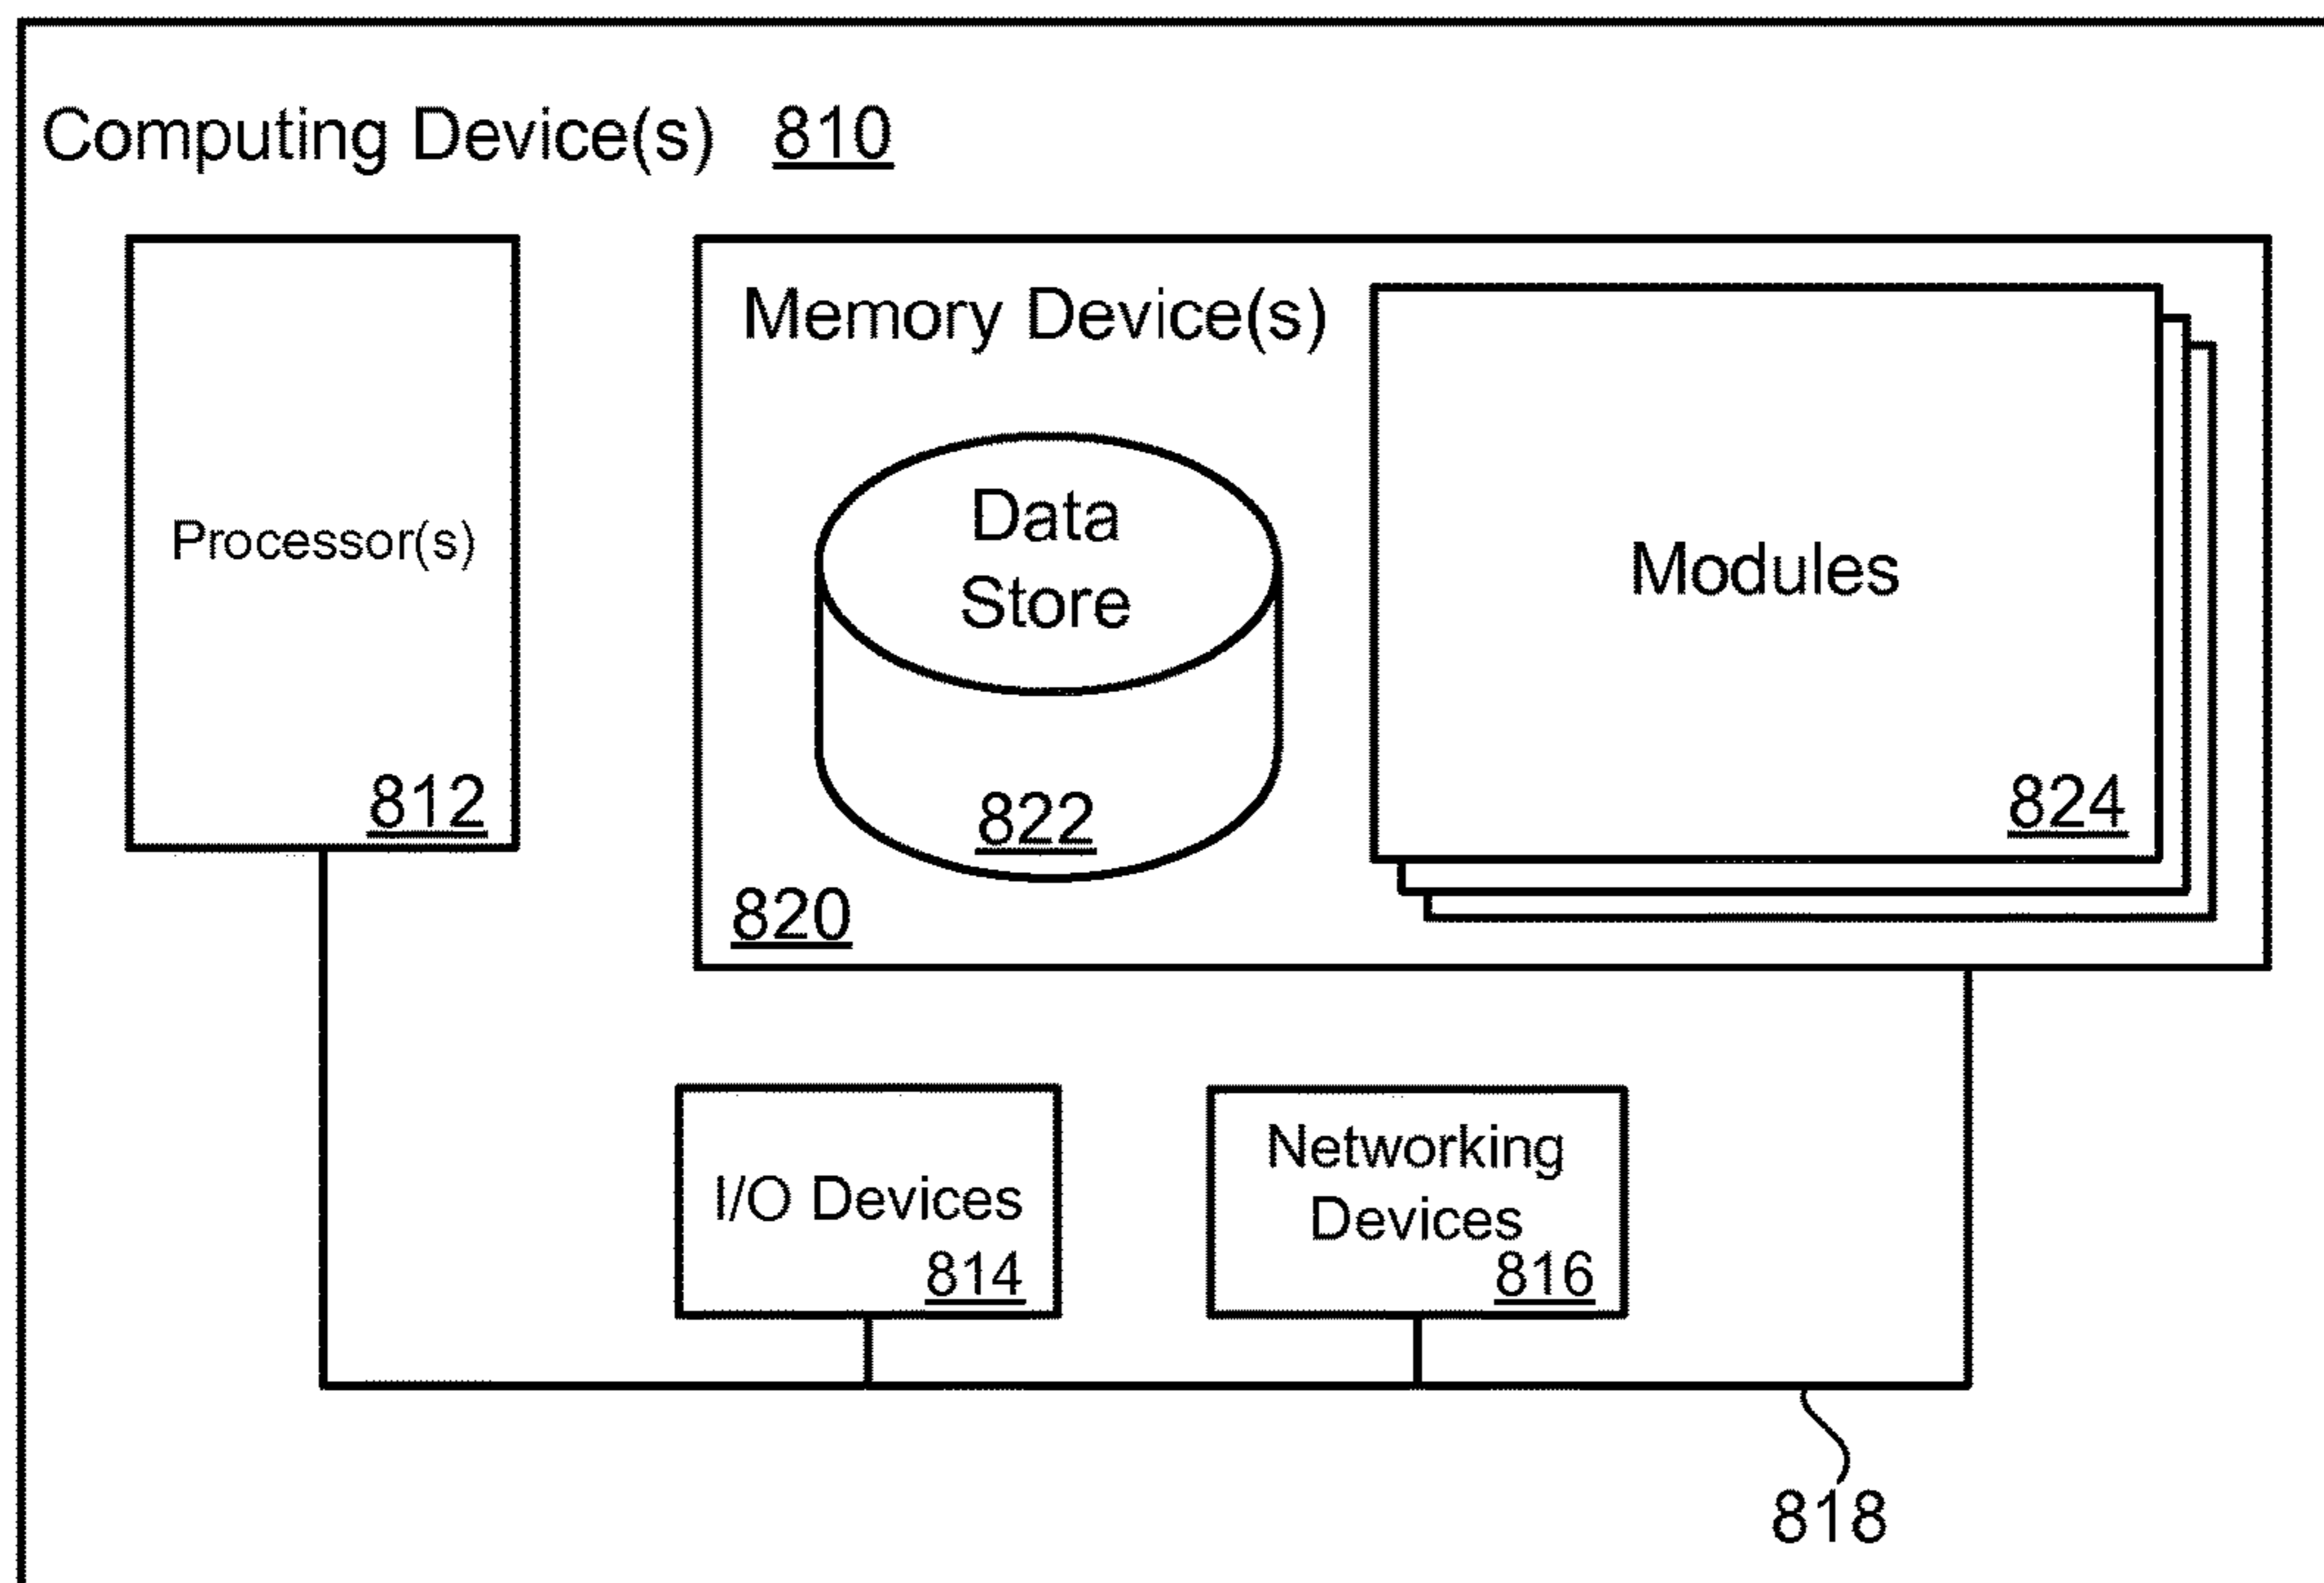 Computing Device(s) 810
Processor(s)
812
Memory Device(s)
Data
Store
822
820
Modules
824
I/O Devices
814
Networking
Devices
816
818